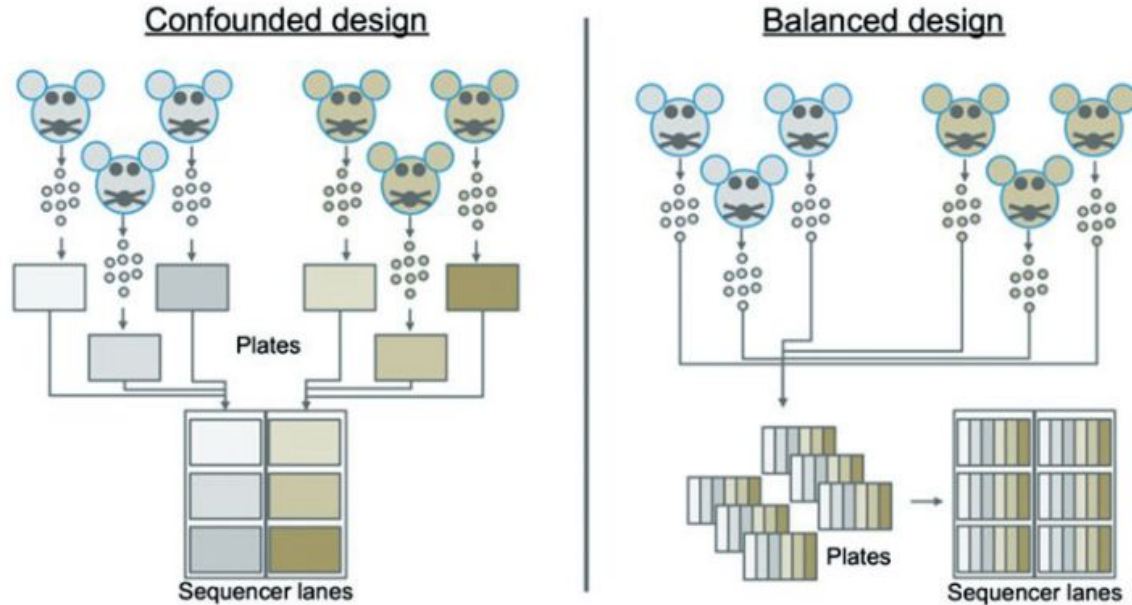 Confounded design
Balanced design
Plates
Sequencer lanes
Plates
Sequencer lanes